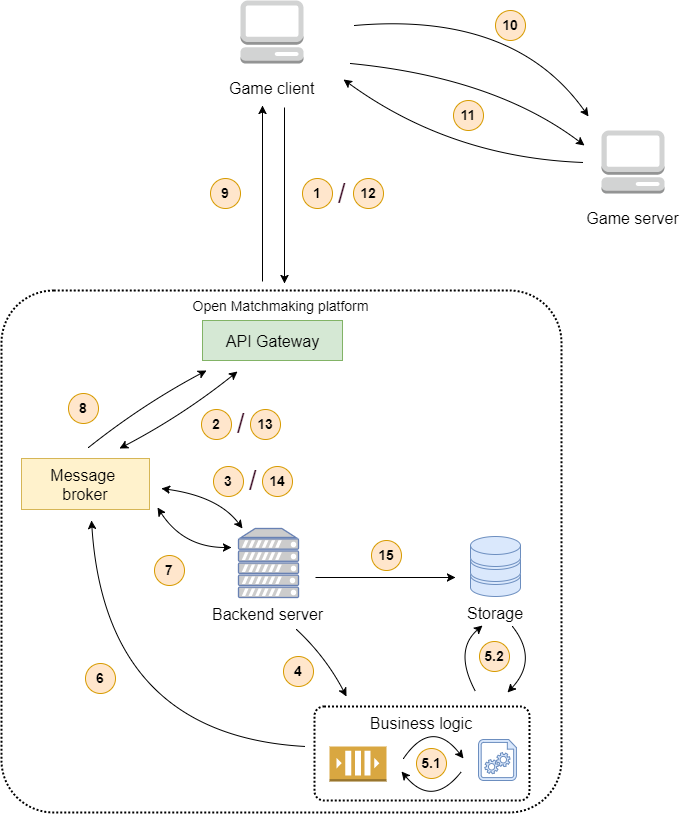 10
Game client
11
9
1 / 12
Game server
Open Matchmaking platform
API Gateway
8
2 / 13
Message
broker
3 / 14
7
15
Backend server
Storage
4
5.2
6
Business logic
5.1